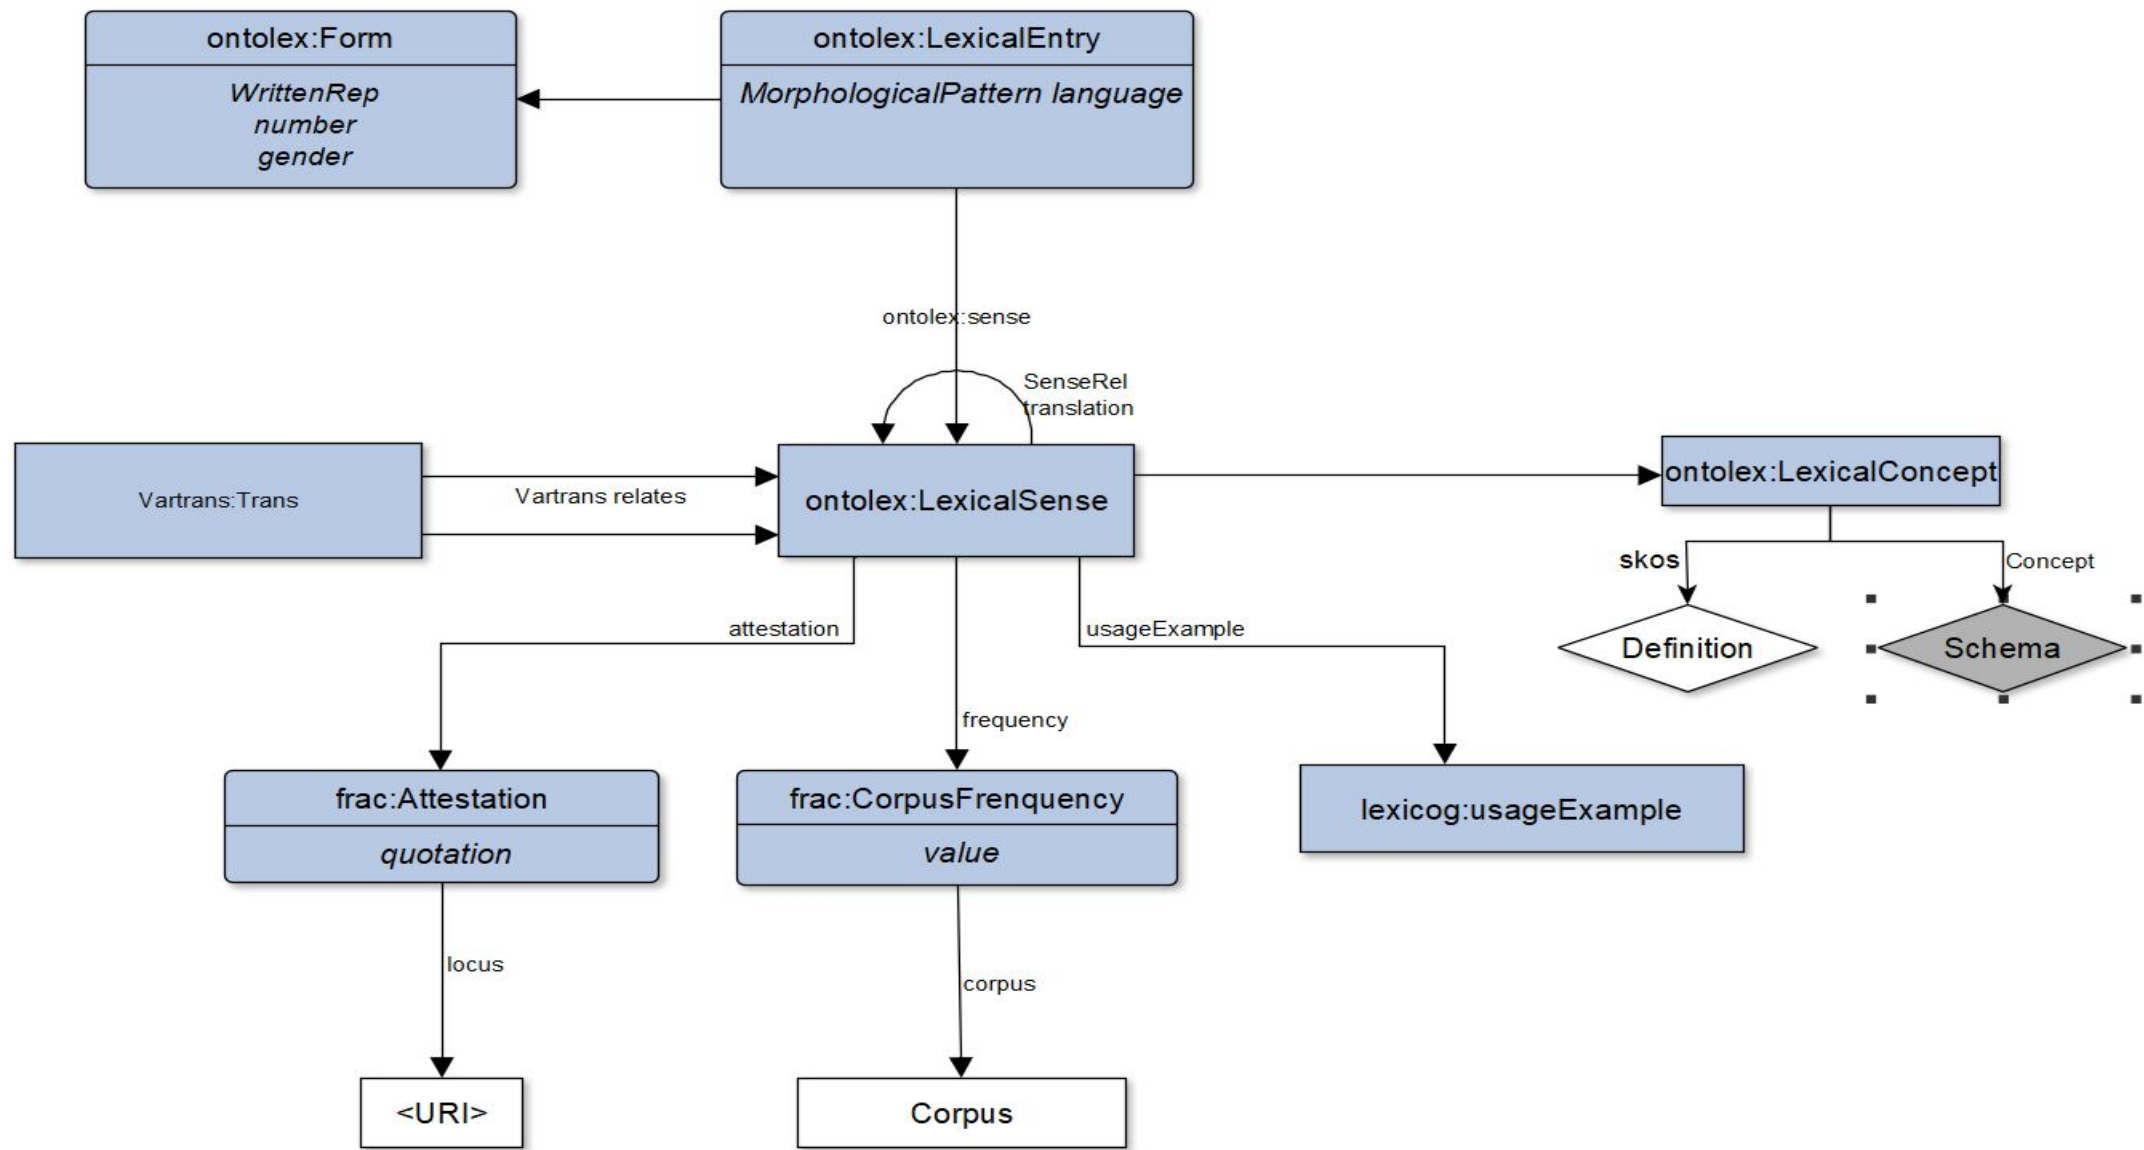 ontolex:Form
WrittenRep
number
gender
ontolex:LexicalEntry
MorphologicalPattern language
ontolex:sense
SenseRel
translation
Vartrans:Trans
Vartrans relates
ontolex:LexicalSense
ontolex:LexicalConcept
skos
Concept
Definition
Schema
attestation
frequency
usageExample
frac:Attestation
quotation
frac:CorpusFrenquency
value
lexicog:usageExample
locus
corpus
<URI>
Corpus